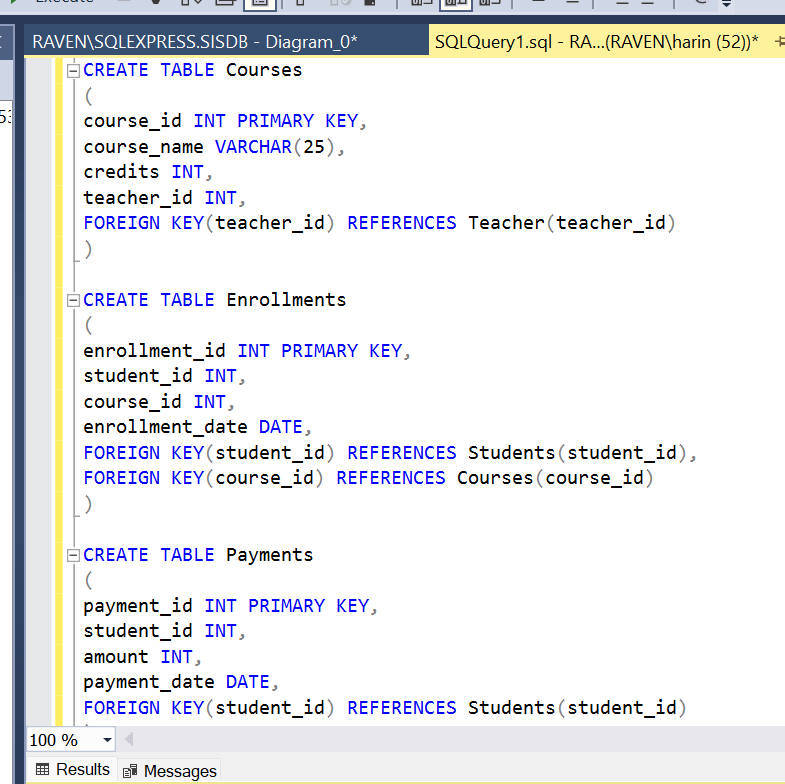 RAVEN\SQLEXPRESS.SISDB - Diagram_0*
SQLQuery1.sql - RA...(RAVEN\harin (52))*
CREATE TABLE Courses
(
course_id INT PRIMARY KEY,
course_name VARCHAR(25),
credits INT,
teacher_id INT,
FOREIGN KEY(teacher_id) REFERENCES Teacher(teacher_id)
)
CREATE TABLE Enrollments
(
enrollment_id INT PRIMARY KEY,
student_id INT,
course_id INT,
enrollment_date DATE,
FOREIGN KEY(student_id) REFERENCES Students(student_id),
FOREIGN KEY(course_id) REFERENCES Courses(course_id)
)
CREATE TABLE Payments
(
payment_id INT PRIMARY KEY,
student_id INT,
amount INT,
payment_date DATE,
FOREIGN KEY(student_id) REFERENCES Students(student_id)
100 %
Results
Messages